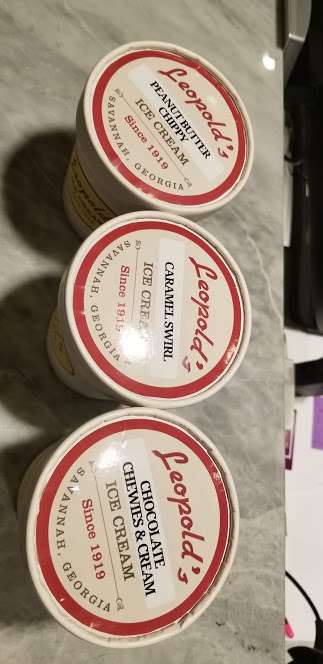 Leopold's
PEANUT BUTTER
CHIPPY
ICE CREAM
Since 1919
SAVANNAH, GEORGIA
Leopold's
CARAMEL SWIRL
ICE CREAM
Since 1919
SAVANNAH, GEORGIA
Leopold's
CHOCOLATE
CHEWIES & CREAM
ICE CREAM
Since 1919
SAVANNAH, GEORGIA